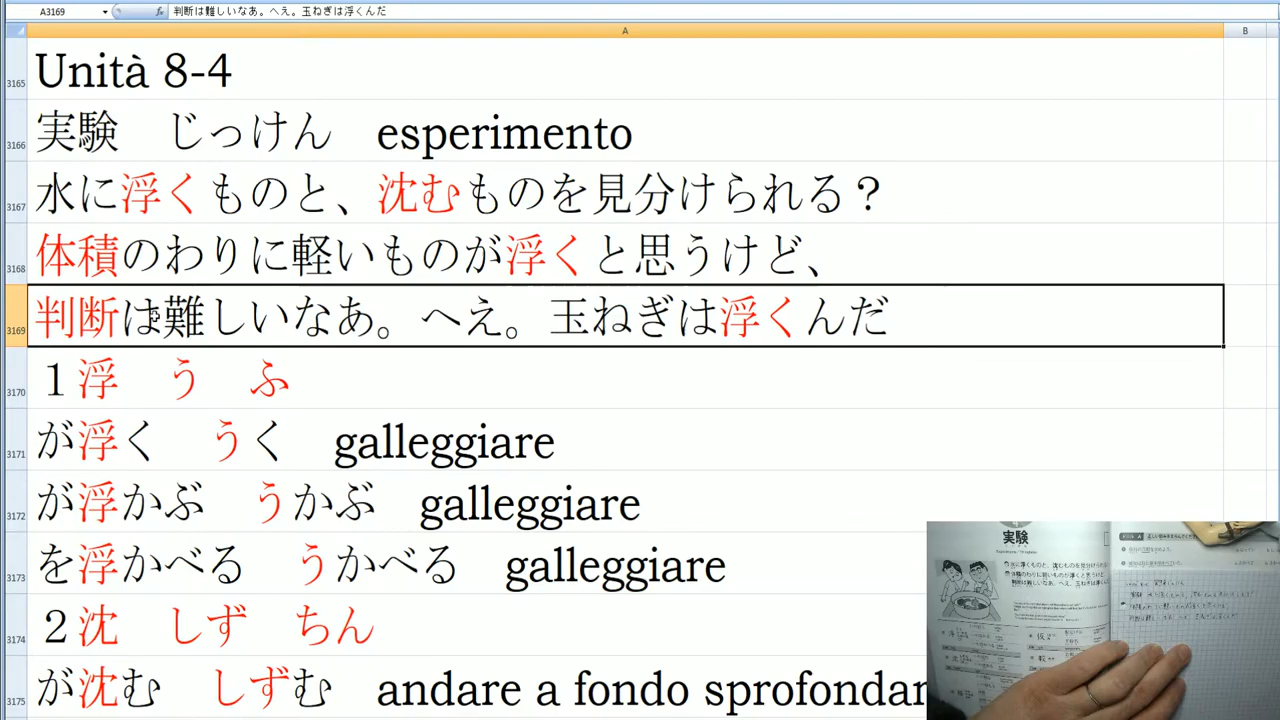 A3169 fx 判断は難しいなあ。へえ。玉ねぎは浮くんだ
A B
3165 Unità 8-4
3166 実験 じっけん esperimento
3167 水に浮くものと、沈むものを見分けられる？
3168 体積のわりに軽いものが浮くと思うけど、
3169 判断は難しいなあ。へえ。玉ねぎは浮くんだ
3170 １浮 う ふ
3171 が浮く うく galleggiare
3172 が浮かぶ うかぶ galleggiare
3173 を浮かべる うかべる galleggiare
3174 ２沈 しず ちん
3175 が沈む しずむ andare a fondo sprofondar
実験